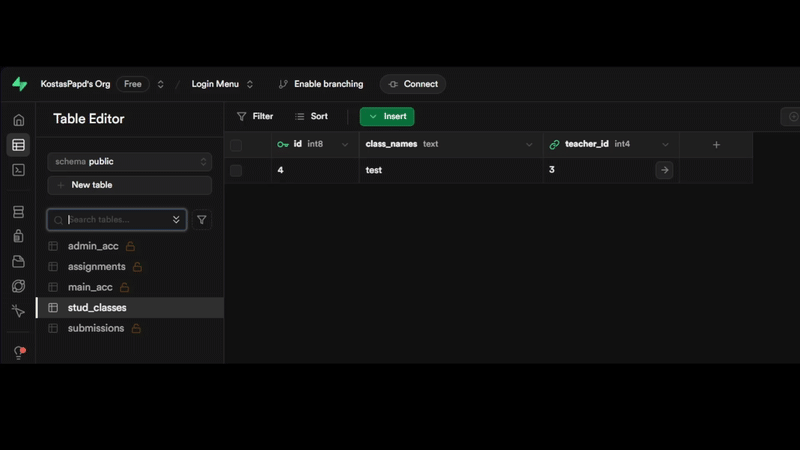 KostasPapd's Org Free / Login Menu Enable branching Connect
Table Editor
Filter Sort Insert
id int8 class_names text teacher_id int4
4 test 3
schema public
New table
Search tables...
admin_acc
assignments
main_acc
stud_classes
submissions